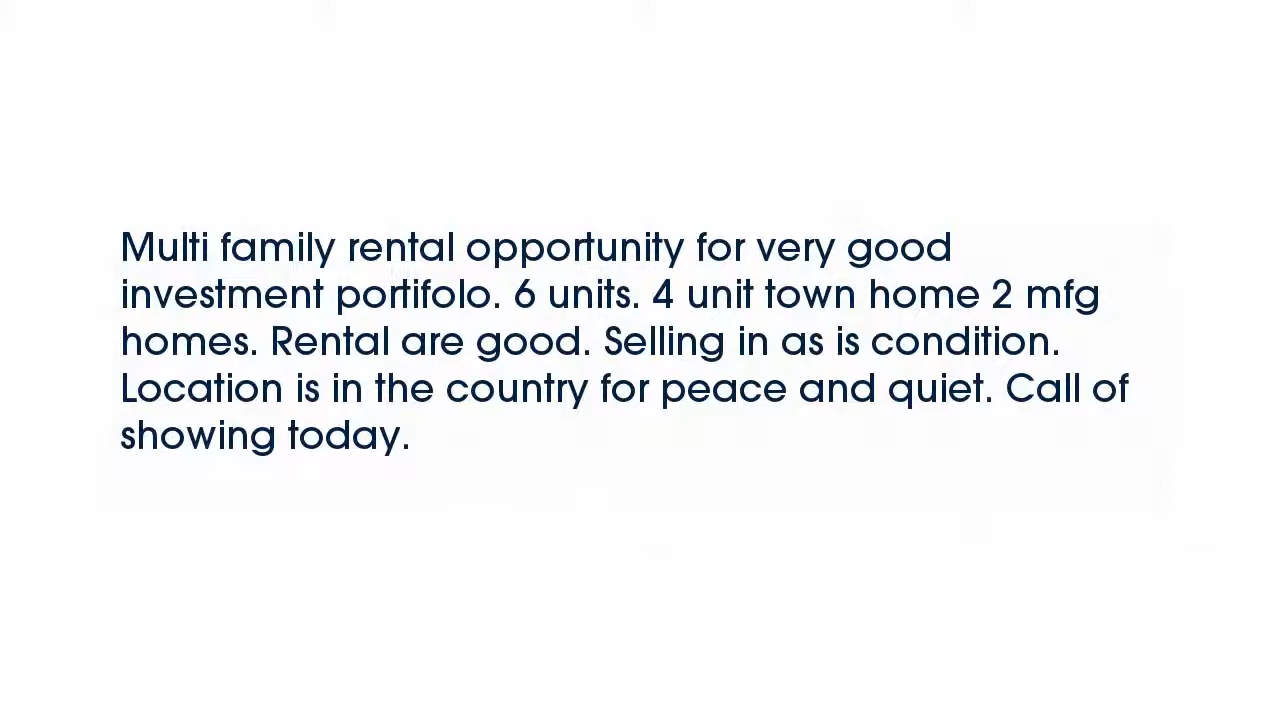 Multi family rental opportunity for very good
investment portifolo. 6 units. 4 unit town home 2 mfg
homes. Rental are good. Selling in as is condition.
Location is in the country for peace and quiet. Call of
showing today.